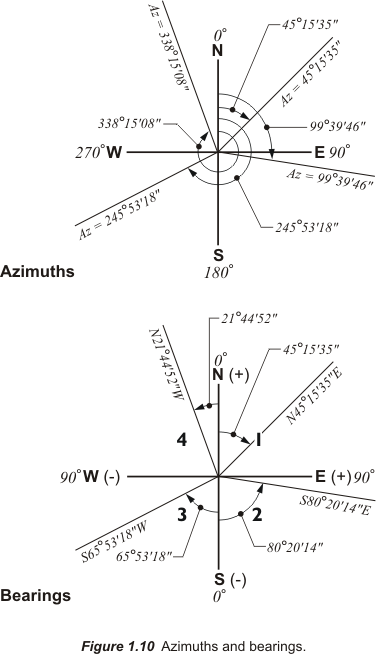 Az = 338°15'08"
0°
N
45°15'35"
Az = 45°15'35"
338°15'08"
99°39'46"
270° W
E 90°
Az = 99°39'46"
Az = 245°53'18"
245°53'18"
S
180°
Azimuths
21°44'52"
N21°44'52"W
0°
N (+)
45°15'35"
N45°15'35"E
4
1
90° W (-)
E (+) 90°
S80°20'14"E
3
2
S65°53'18"W
65°53'18"
80°20'14"
S (-)
0°
Bearings
Figure 1.10 Azimuths and bearings.